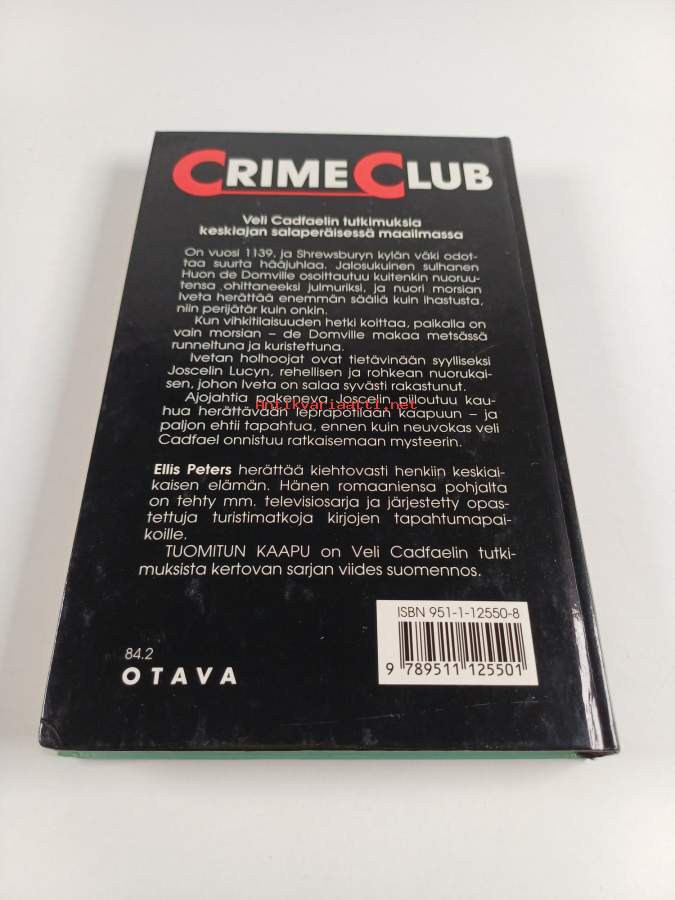 CRIME CLUB
Veli Cadfaelin tutkimuksia
keskiajan salaperäisessä maailmassa
On vuosi 1139, ja Shrewsburyn kylän väki odot-
taa suurta hääjuhlaa. Jalosukuinen sulhanen
Huon de Domville osoittautuu kuitenkin nuoruu-
tensa ohittaneeksi julmuriksi, ja nuori morsian
Iveta herättää enemmän sääliä kuin ihastusta,
niin perijätär kuin onkin.
Kun vihkitilaisuuden hetki koittaa, paikalla on
vain morsian – de Domville makaa metsässä
runneltuna ja kuristettuna.
Ivetan holhoojat ovat tietävinään syylliseksi
Joscelin Lucyn, rehellisen ja rohkean nuorukai-
sen, johon Iveta on salaa syvästi rakastunut.
Ajojahtia pakeneva Joscelin piiloutuu kau-
Antikvariaatti.net
hua herättävään leprapotilaan kaapuun – ja
paljon ehtii tapahtua, ennen kuin neuvokas veli
Cadfael onnistuu ratkaisemaan mysteerin.
Ellis Peters herättää kiehtovasti henkiin keskiai-
kaisen elämän. Hänen romaaniensa pohjalta
on tehty mm. televisiosarja ja järjestetty opas-
tettuja turistimatkoja kirjojen tapahtumapai-
koille.
TUOMITUN KAAPU on Veli Cadfaelin tutki-
muksista kertovan sarjan viides suomennos.
ISBN 951-1-12550-8
9 789511 125501
84.2
OTAVA